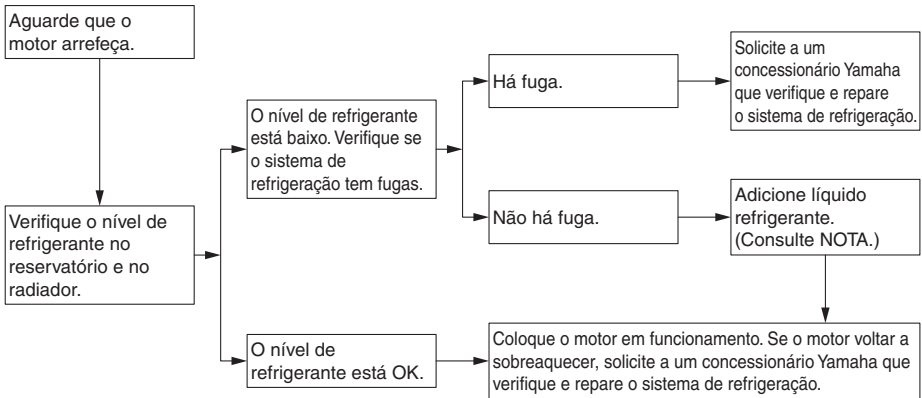 Aguarde que o
motor arrefeça.
Verifique o nível de
refrigerante no
reservatório e no
radiador.
O nível de refrigerante
está baixo. Verifique se
o sistema de
refrigeração tem fugas.
Há fuga.
Solicite a um
concessionário Yamaha
que verifique e repare
o sistema de refrigeração.
Não há fuga.
Adicione líquido
refrigerante.
(Consulte NOTA.)
O nível de
refrigerante está OK.
Coloque o motor em funcionamento. Se o motor voltar a
sobreaquecer, solicite a um concessionário Yamaha que
verifique e repare o sistema de refrigeração.